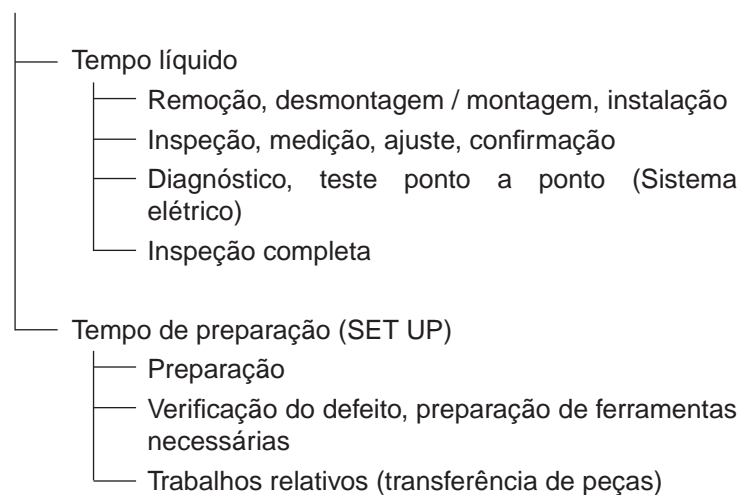 Tempo líquido
Remoção, desmontagem / montagem, instalação
Inspeção, medição, ajuste, confirmação
Diagnóstico, teste ponto a ponto (Sistema
elétrico)
Inspeção completa
Tempo de preparação (SET UP)
Preparação
Verificação do defeito, preparação de ferramentas
necessárias
Trabalhos relativos (transferência de peças)